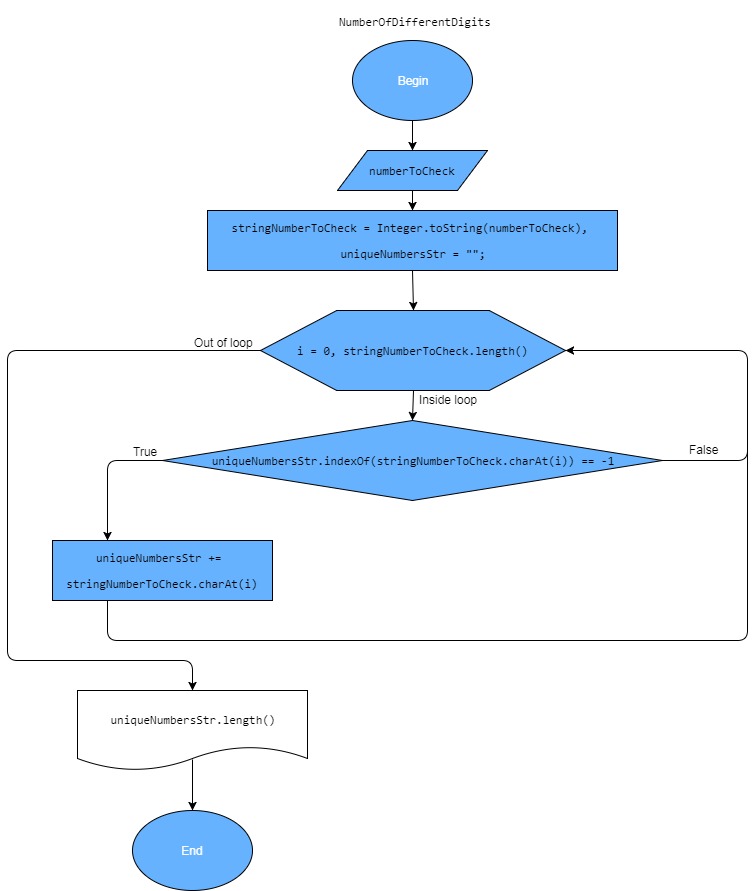 NumberOfDifferentDigits
Begin
numberToCheck
stringNumberToCheck = Integer.toString(numberToCheck),
uniqueNumbersStr = "";
Out of loop
i = 0, stringNumberToCheck.length()
Inside loop
True
uniqueNumbersStr.indexOf(stringNumberToCheck.charAt(i)) == -1
False
uniqueNumbersStr +=
stringNumberToCheck.charAt(i)
uniqueNumbersStr.length()
End